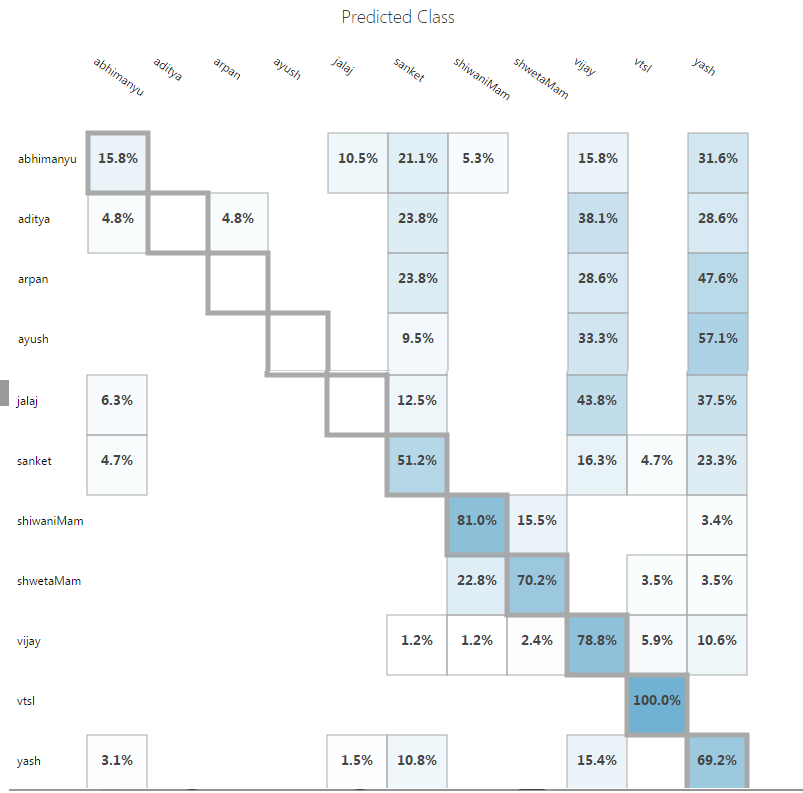 Predicted Class
abhimanyu aditya arpan ayush jalaj sanket shiwaniMam shwetaMam vijay vtsl yash
abhimanyu 15.8% 10.5% 21.1% 5.3% 15.8% 31.6%
aditya 4.8% 4.8% 23.8% 38.1% 28.6%
arpan 23.8% 28.6% 47.6%
ayush 9.5% 33.3% 57.1%
jalaj 6.3% 12.5% 43.8% 37.5%
sanket 4.7% 51.2% 16.3% 4.7% 23.3%
shiwaniMam 81.0% 15.5% 3.4%
shwetaMam 22.8% 70.2% 3.5% 3.5%
vijay 1.2% 1.2% 2.4% 78.8% 5.9% 10.6%
vtsl 100.0%
yash 3.1% 1.5% 10.8% 15.4% 69.2%